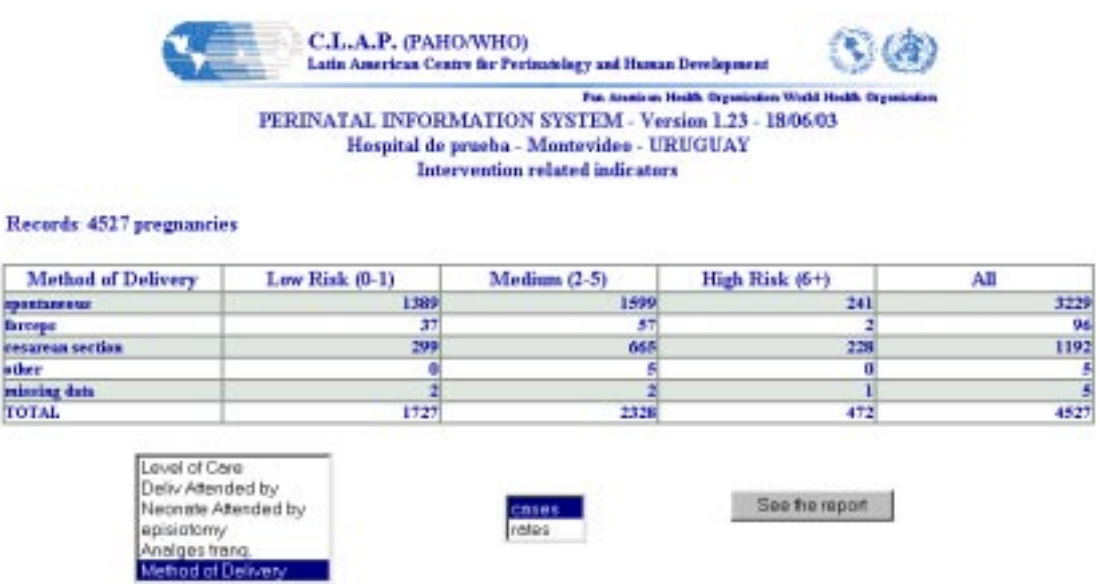 C.L.A.P. (PAHO/WHO)
Latin American Centre for Perinatology and Human Development
Pan American Health Organization World Health Organization
PERINATAL INFORMATION SYSTEM - Version 1.23 - 18/06/03
Hospital de prueba - Montevideo - URUGUAY
Intervention related indicators
Records: 4527 pregnancies
Method of Delivery Low Risk (0-1) Medium (2-5) High Risk (6+) All
spontaneous 1389 1599 241 3229
forceps 37 57 2 96
cesarean section 299 665 228 1192
other 0 5 0 5
missing data 2 2 1 5
TOTAL 1727 2328 472 4527
Level of Care
Deliv Attended by
Neonate Attended by
episiotomy
Analges tranq.
Method of Delivery
cases
rates
See the report